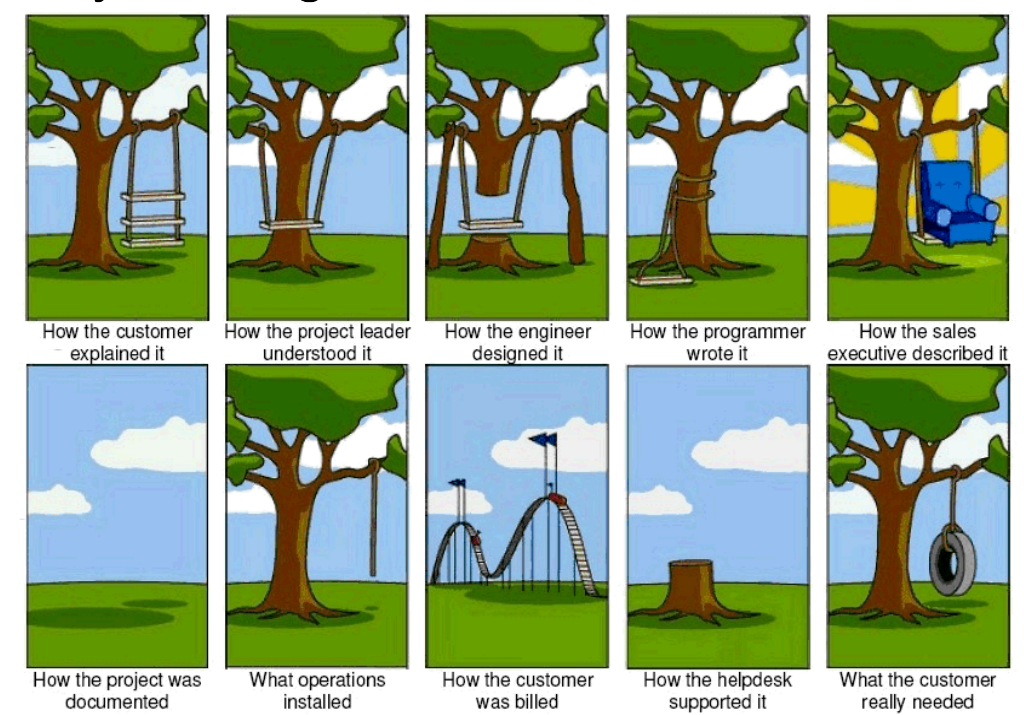 How the customer
explained it
How the project leader
understood it
How the engineer
designed it
How the programmer
wrote it
How the sales
executive described it
How the project was
documented
What operations
installed
How the customer
was billed
How the helpdesk
supported it
What the customer
really needed